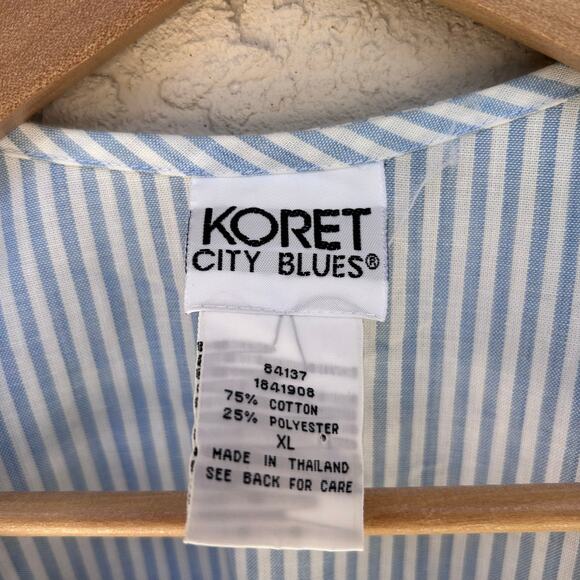 KORET
CITY BLUES®
84137
1841908
75% COTTON
25% POLYESTER
XL
MADE IN THAILAND
SEE BACK FOR CARE